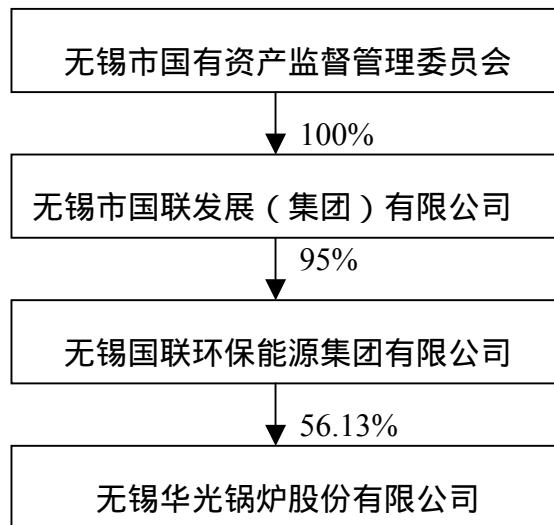 无锡市国有资产监督管理委员会
100%
无锡市国联发展（集团）有限公司
95%
无锡国联环保能源集团有限公司
56.13%
无锡华光锅炉股份有限公司